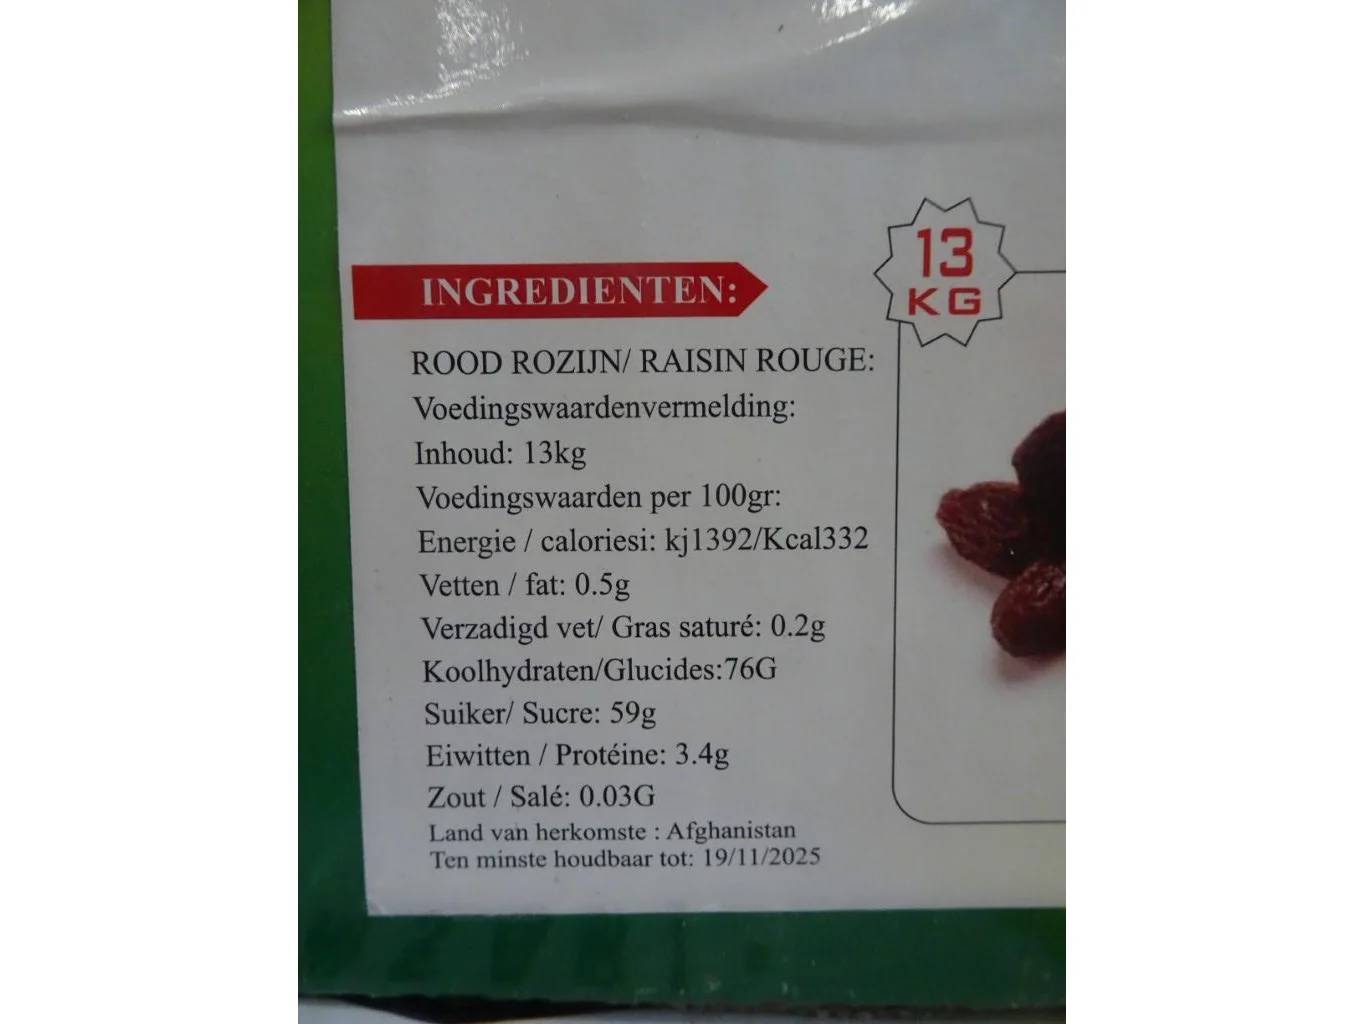 13
KG
INGREDIENTEN:
ROOD ROZIJN/ RAISIN ROUGE:
Voedingswaardenvermelding:
Inhoud: 13kg
Voedingswaarden per 100gr:
Energie / caloriesi: kj1392/Kcal332
Vetten / fat: 0.5g
Verzadigd vet/ Gras saturé: 0.2g
Koolhydraten/Glucides:76G
Suiker/ Sucre: 59g
Eiwitten / Protéine: 3.4g
Zout / Salé: 0.03G
Land van herkomste : Afghanistan
Ten minste houdbaar tot: 19/11/2025